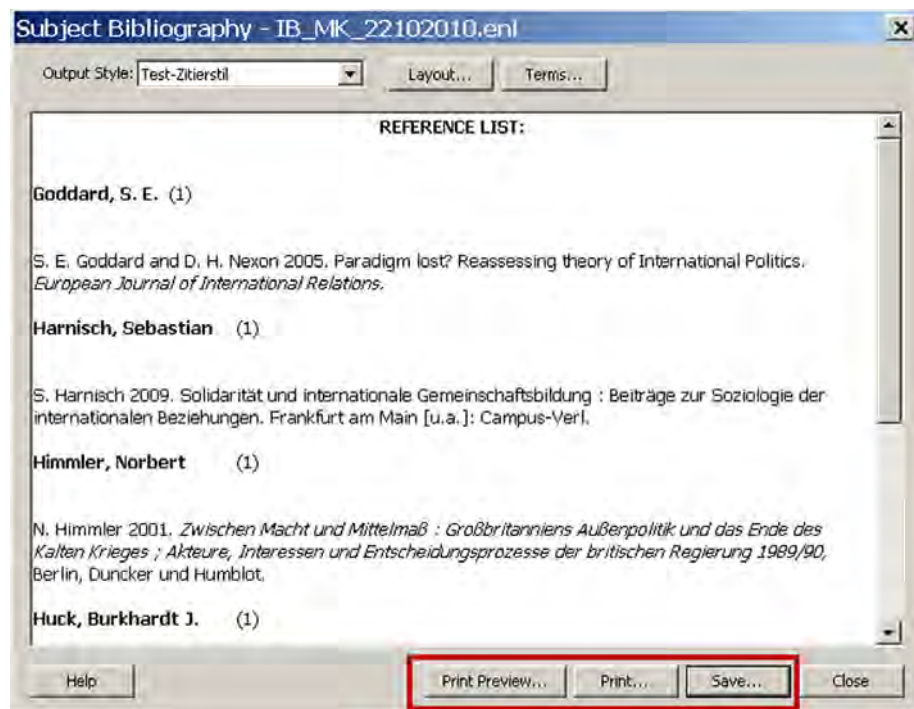 Subject Bibliography - IB_MK_22102010.enl
Output Style: Test-Zitierstil Layout... Terms...
REFERENCE LIST:
Goddard, S. E. (1)
S. E. Goddard and D. H. Nexon 2005. Paradigm lost? Reassessing theory of International Politics.
European Journal of International Relations.
Harnisch, Sebastian (1)
S. Harnisch 2009. Solidarität und internationale Gemeinschaftsbildung : Beiträge zur Soziologie der
internationalen Beziehungen. Frankfurt am Main [u.a.]: Campus-Verl.
Himmler, Norbert (1)
N. Himmler 2001. Zwischen Macht und Mittelmaß : Großbritanniens Außenpolitik und das Ende des
Kalten Krieges ; Akteure, Interessen und Entscheidungsprozesse der britischen Regierung 1989/90,
Berlin, Duncker und Humblot.
Huck, Burkhardt J. (1)
Help Print Preview... Print... Save... Close